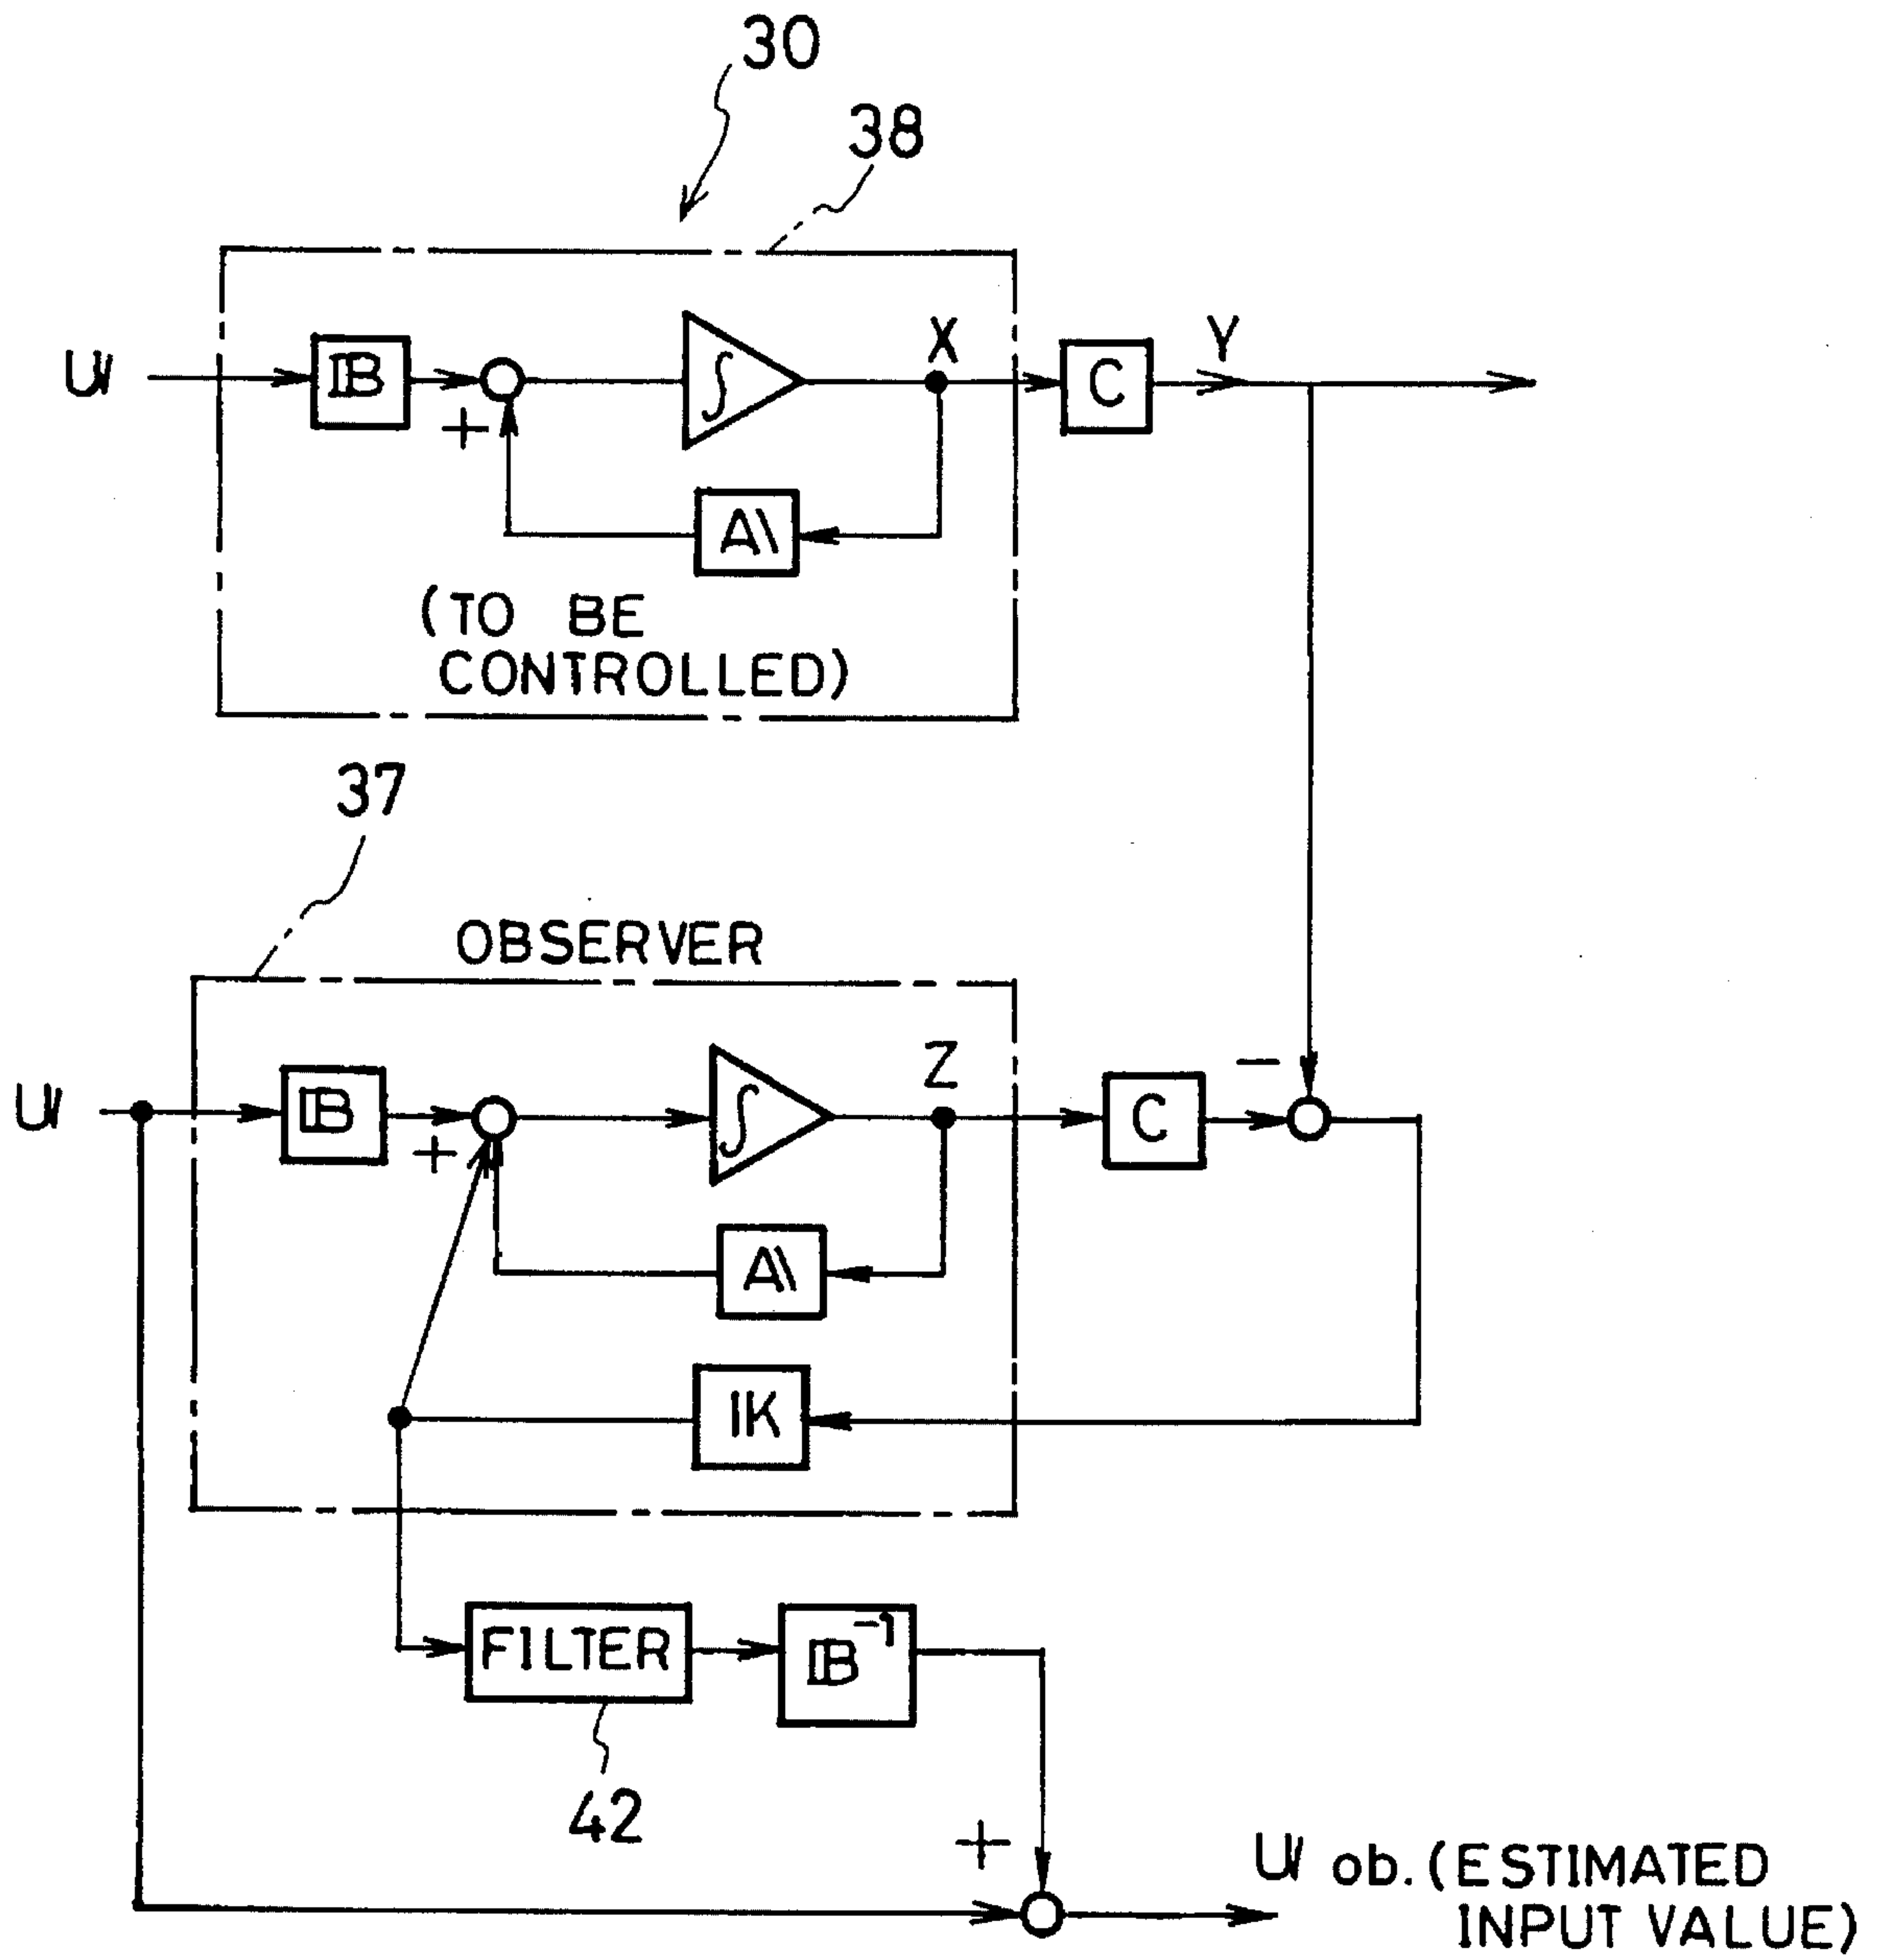 30
38
𝕌
𝔹
+
∫
X
C
Y
𝔸
(TO BE
CONTROLLED)
37
OBSERVER
𝕌
𝔹
+
∫
Z
C
−
𝔸
𝕂
FILTER
𝔹⁻¹
42
+
𝕌 ob. (ESTIMATED
INPUT VALUE)